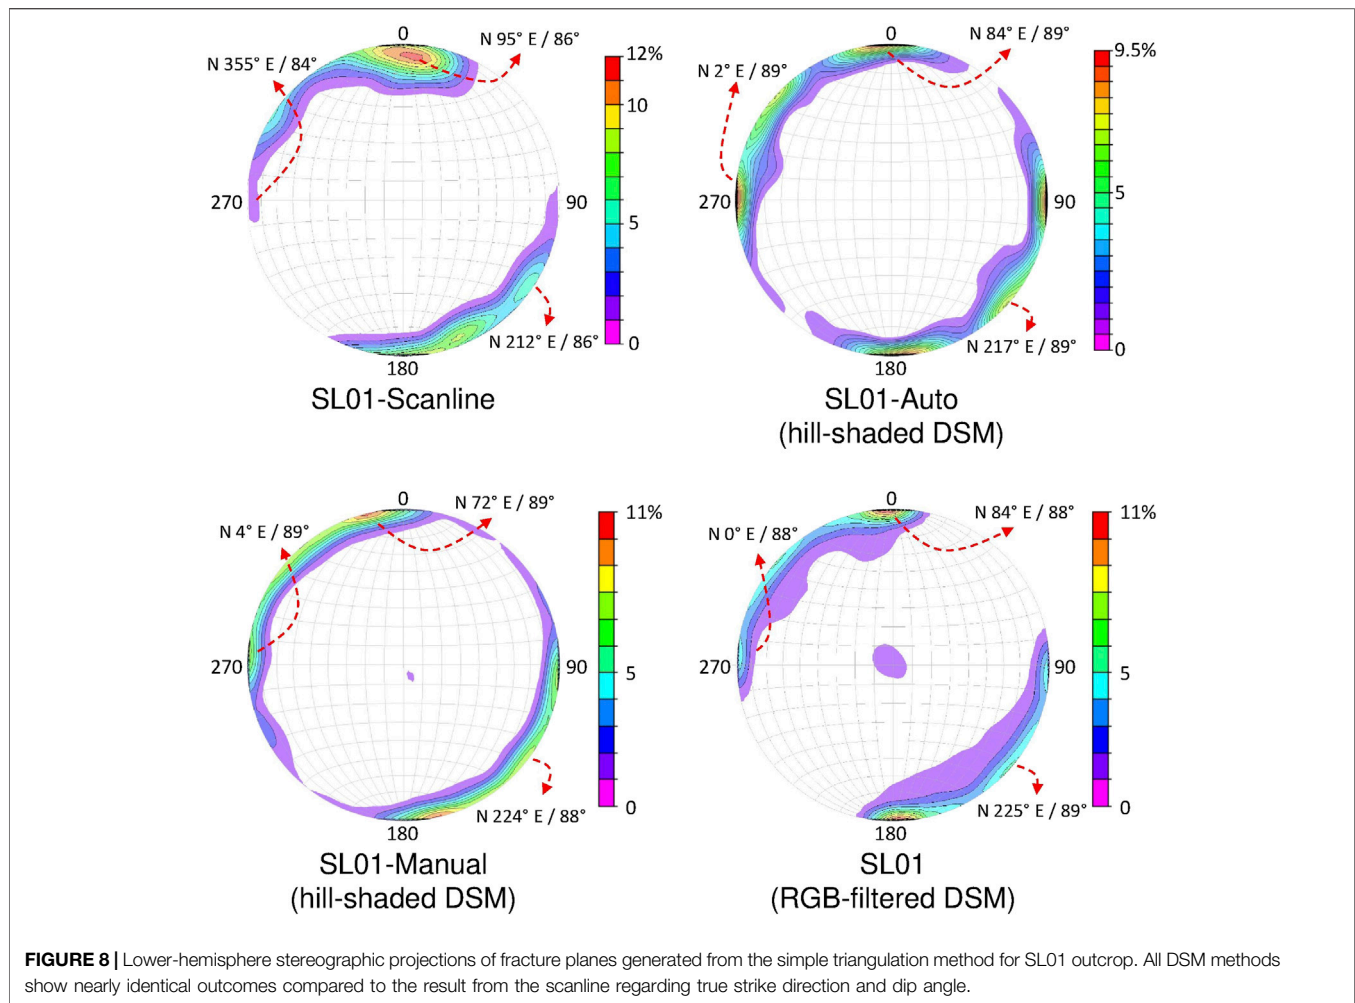 0
N 95° E / 86°
N 355° E / 84°
270
90
N 212° E / 86°
180
12%
10
5
0
SL01-Scanline
0
N 84° E / 89°
N 2° E / 89°
270
90
N 217° E / 89°
180
9.5%
5
0
SL01-Auto
(hill-shaded DSM)
0
N 72° E / 89°
N 4° E / 89°
270
90
N 224° E / 88°
180
11%
5
0
SL01-Manual
(hill-shaded DSM)
0
N 84° E / 88°
N 0° E / 88°
270
90
N 225° E / 89°
180
11%
5
0
SL01
(RGB-filtered DSM)
FIGURE 8 | Lower-hemisphere stereographic projections of fracture planes generated from the simple triangulation method for SL01 outcrop. All DSM methods
show nearly identical outcomes compared to the result from the scanline regarding true strike direction and dip angle.